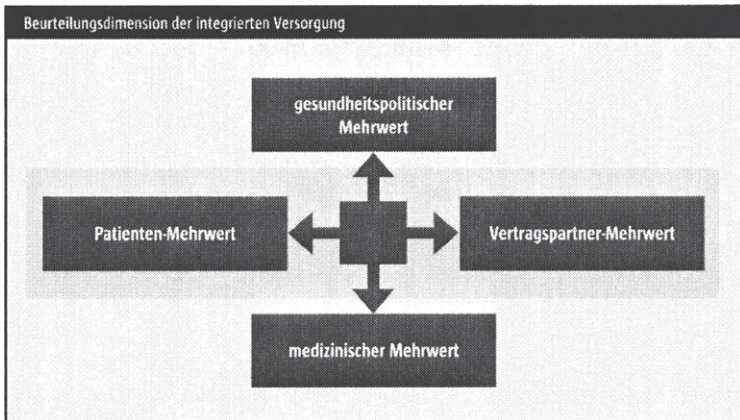 Beurteilungsdimension der integrierten Versorgung
gesundheitspolitischer
Mehrwert
Patienten-Mehrwert
Vertragspartner-Mehrwert
medizinischer Mehrwert